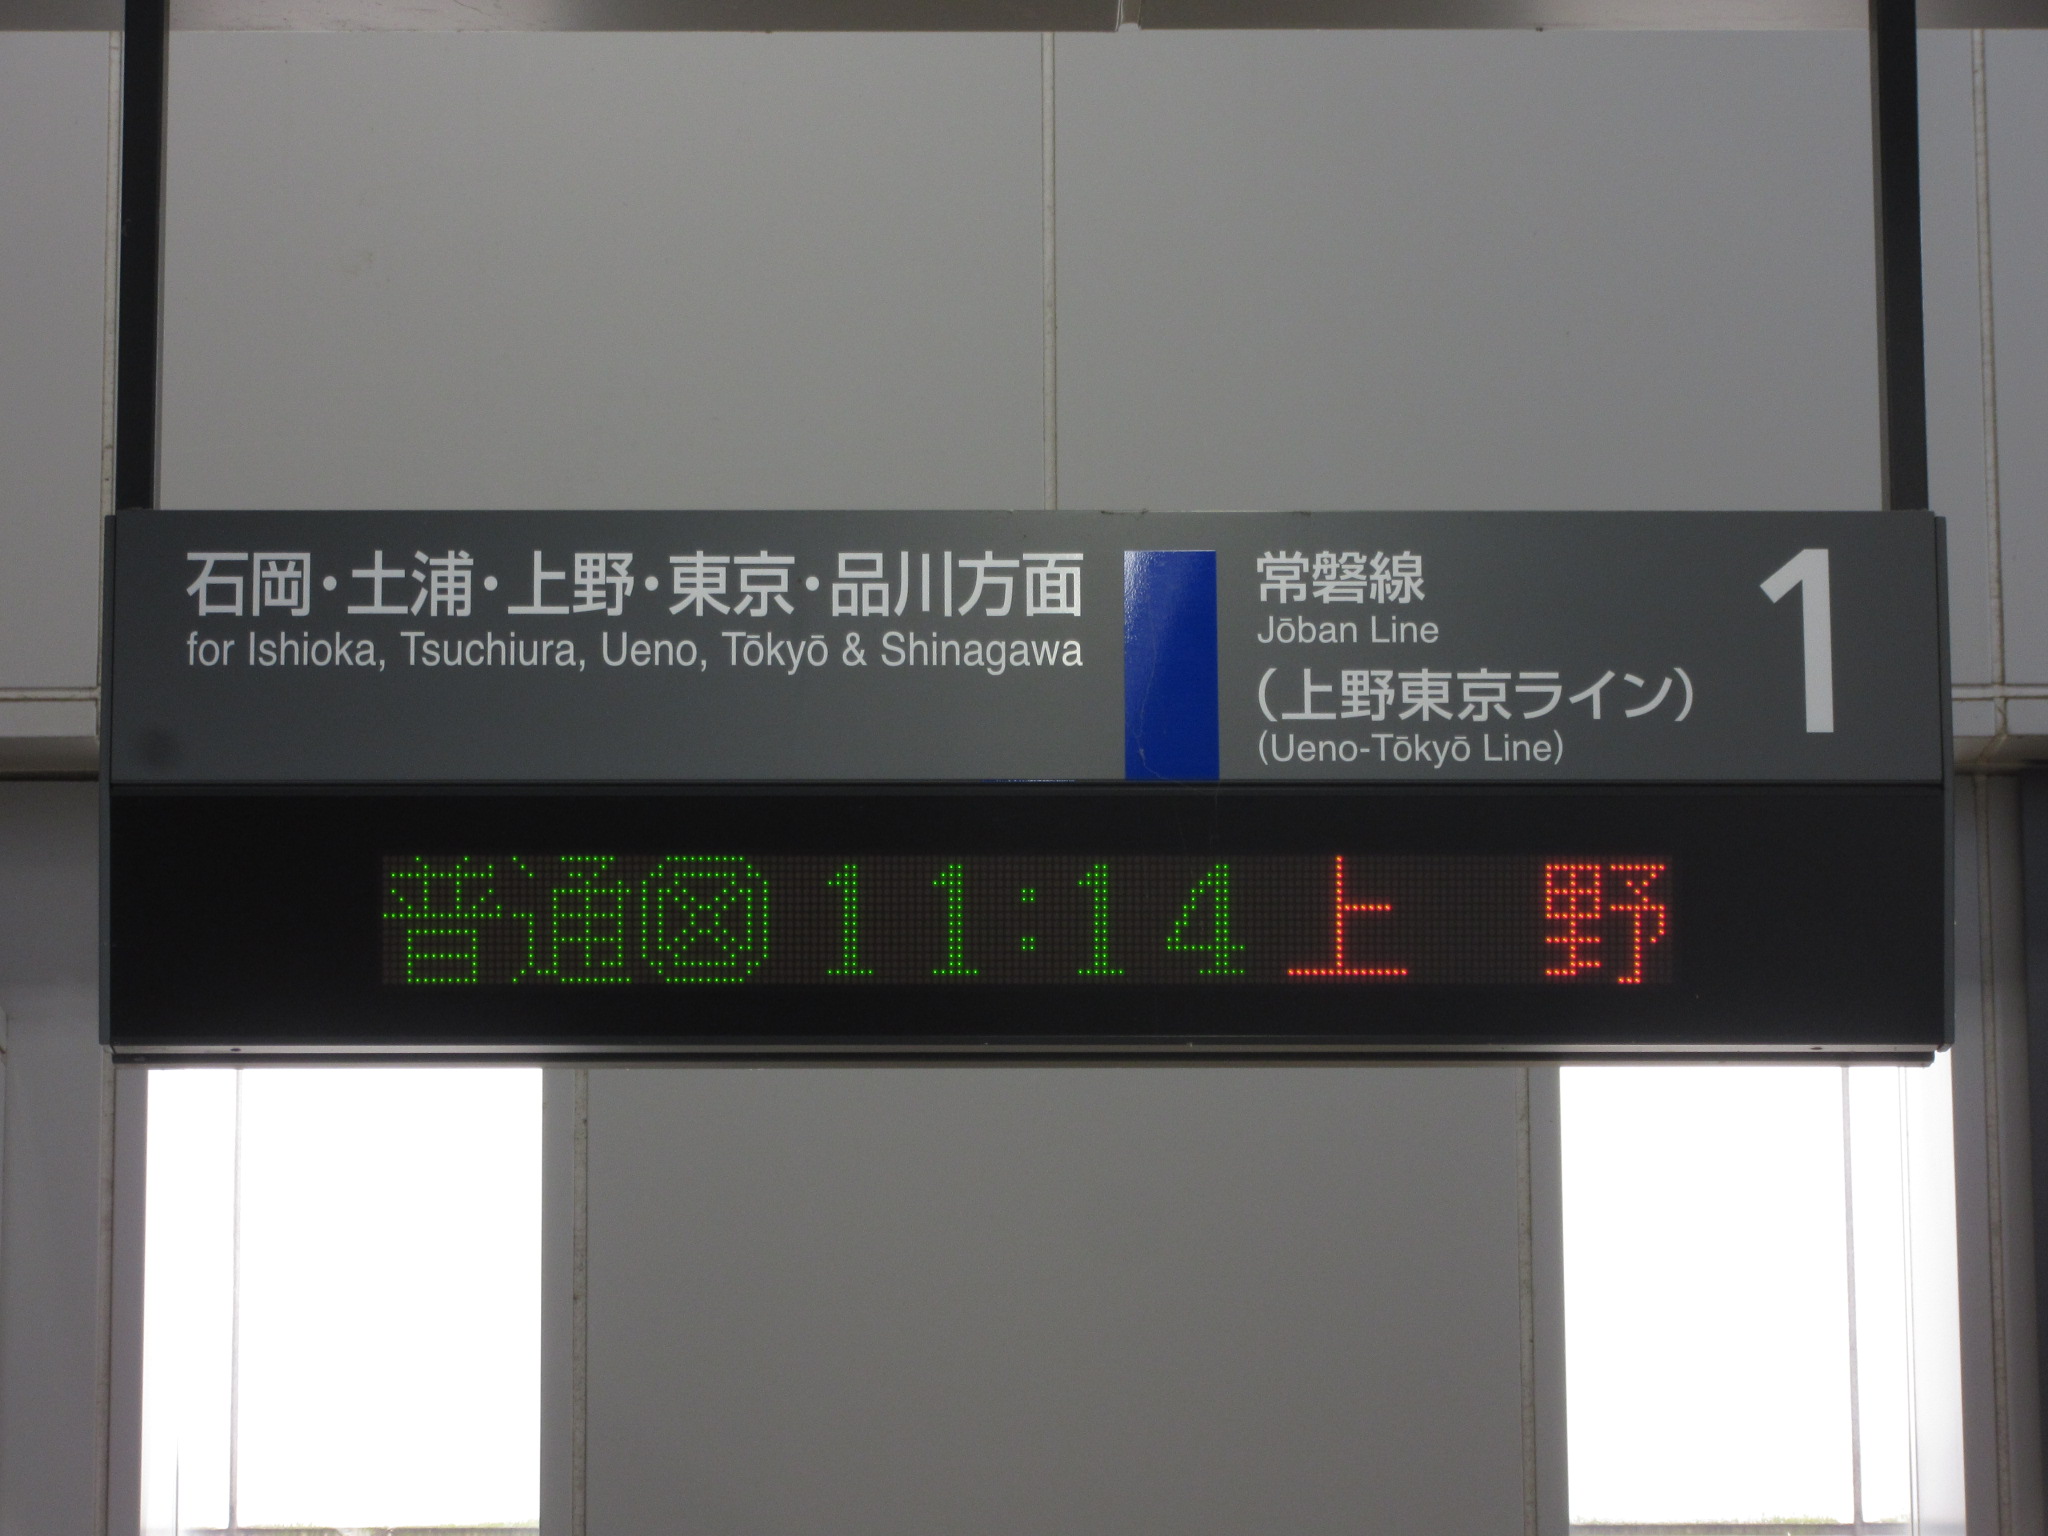 石岡・土浦・上野・東京・品川方面
for Ishioka, Tsuchiura, Ueno, Tōkyō & Shinagawa
常磐線
Jōban Line
(上野東京ライン)
(Ueno-Tōkyō Line)
1
普通 11:14 上 野